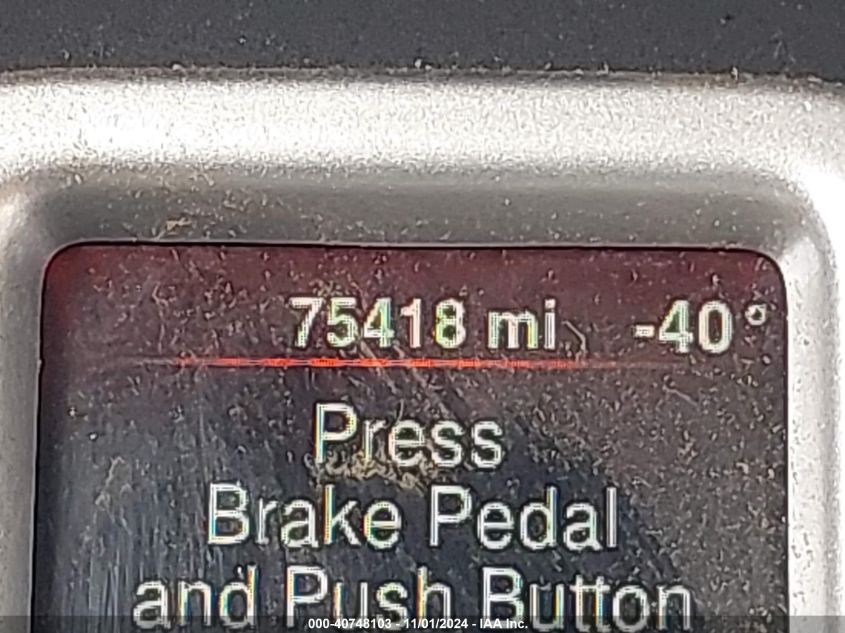 75418 mi -40°
Press
Brake Pedal
and Push Button
000-40748103 - 11/01/2024 - IAA Inc.